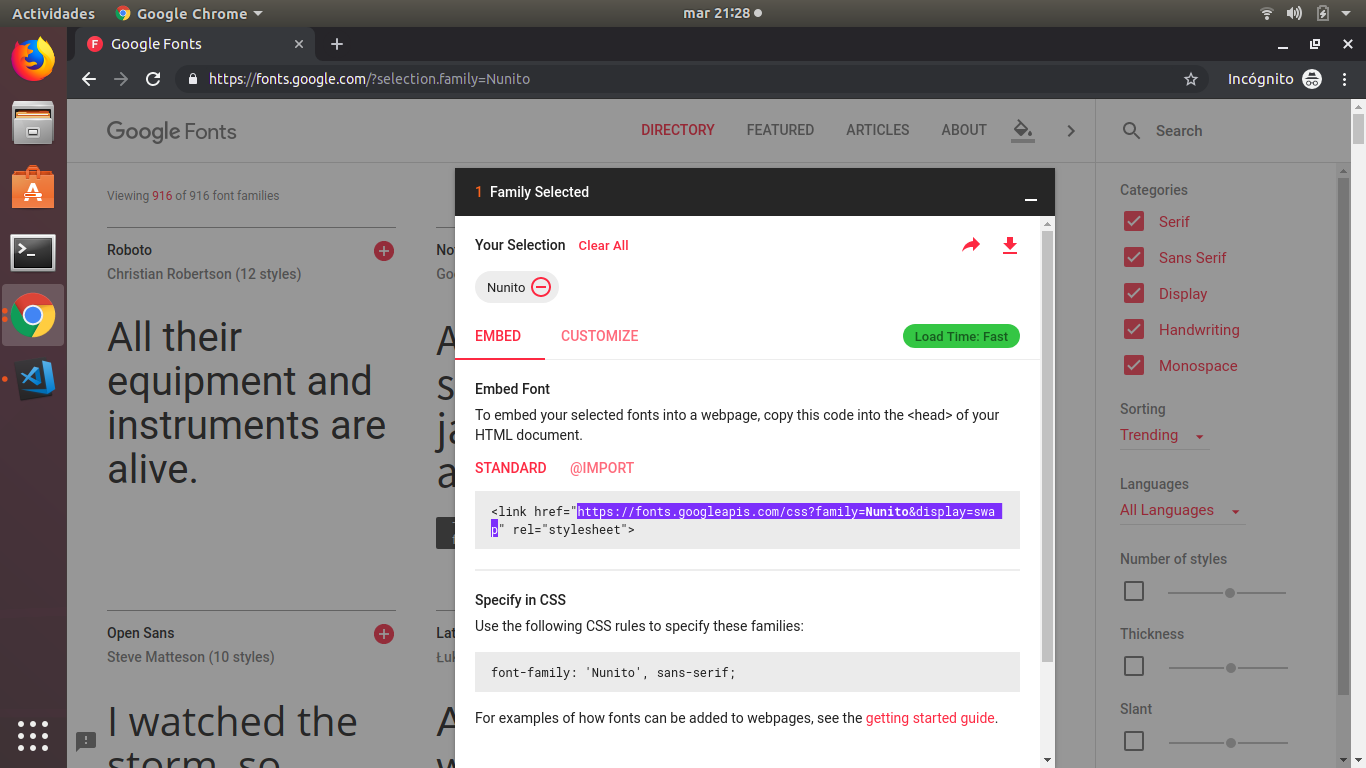 Actividades
Google Chrome
mar 21:28
Google Fonts
https://fonts.google.com/?selection.family=Nunito
Incógnito
Google Fonts
DIRECTORY
FEATURED
ARTICLES
ABOUT
Search
Viewing 916 of 916 font families
Roboto
Christian Robertson (12 styles)
All their
equipment and
instruments are
alive.
Open Sans
Steve Matteson (10 styles)
I watched the
storm, so
1 Family Selected
Your Selection Clear All
Nunito
EMBED
CUSTOMIZE
Load Time: Fast
Embed Font
To embed your selected fonts into a webpage, copy this code into the <head> of your
HTML document.
STANDARD
@IMPORT
<link href="https://fonts.googleapis.com/css?family=Nunito&display=swa
p" rel="stylesheet">
Specify in CSS
Use the following CSS rules to specify these families:
font-family: 'Nunito', sans-serif;
For examples of how fonts can be added to webpages, see the getting started guide.
Categories
Serif
Sans Serif
Display
Handwriting
Monospace
Sorting
Trending
Languages
All Languages
Number of styles
Thickness
Slant